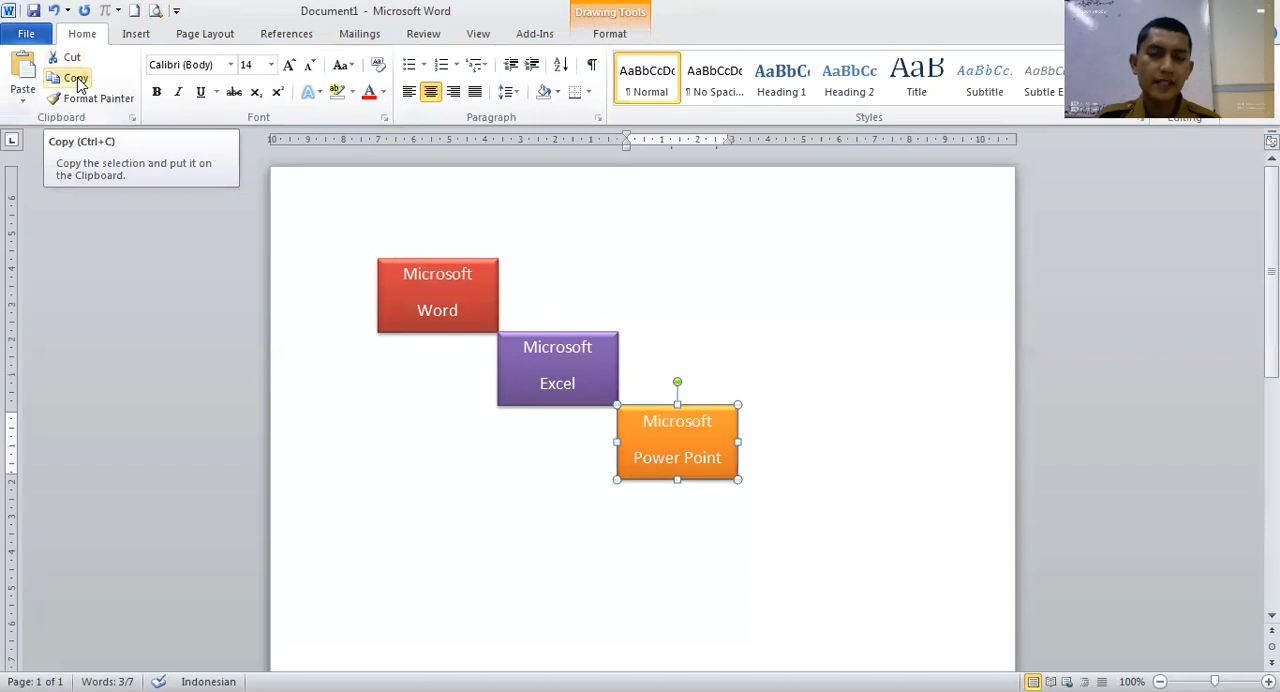 Document1 - Microsoft Word
Drawing Tools
File Home Insert Page Layout References Mailings Review View Add-Ins Format
Paste
Cut
Copy
Format Painter
Clipboard
Calibri (Body) 14
Font
Paragraph
AaBbCcDc
¶ Normal
AaBbCcDc
¶ No Spaci...
AaBbCc
Heading 1
AaBbCc
Heading 2
AaB
Title
AaBbCc
Subtitle
AaBbCcD
Subtle E
Styles
Editing
Copy (Ctrl+C)
Copy the selection and put it on
the Clipboard.
Microsoft
Word
Microsoft
Excel
Microsoft
Power Point
Page: 1 of 1 Words: 3/7 Indonesian 100%